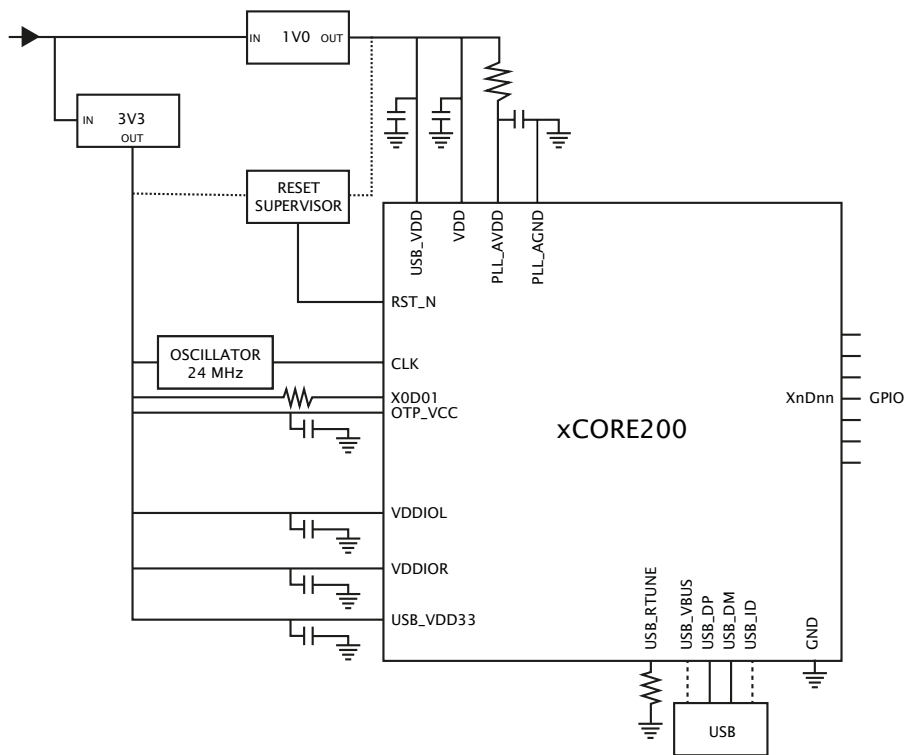 IN 1V0 OUT
IN 3V3
OUT
RESET
SUPERVISOR
USB_VDD
VDD
PLL_AVDD
PLL_AGND
RST_N
OSCILLATOR
24 MHz
CLK
X0D01
OTP_VCC
XnDnn GPIO
xCORE200
VDDIOL
VDDIOR
USB_VDD33
USB_RTUNE
USB_VBUS
USB_DP
USB_DM
USB_ID
GND
USB